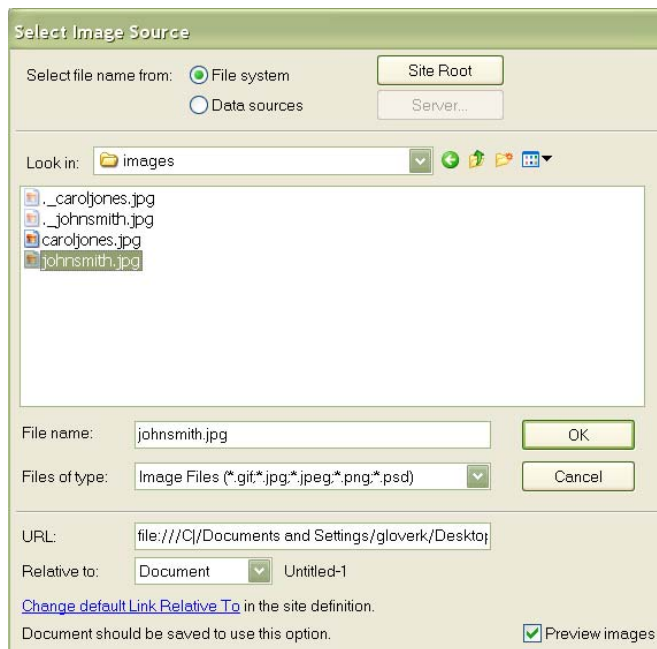 Select Image Source
Select file name from: File system Site Root
Data sources Server...
Look in: images
._caroljones.jpg
._johnsmith.jpg
caroljones.jpg
johnsmith.jpg
File name: johnsmith.jpg OK
Files of type: Image Files (*.gif;*.jpg;*.jpeg;*.png;*.psd) Cancel
URL: file:///C|/Documents and Settings/gloverk/Desktop
Relative to: Document Untitled-1
Change default Link Relative To in the site definition.
Document should be saved to use this option. Preview images